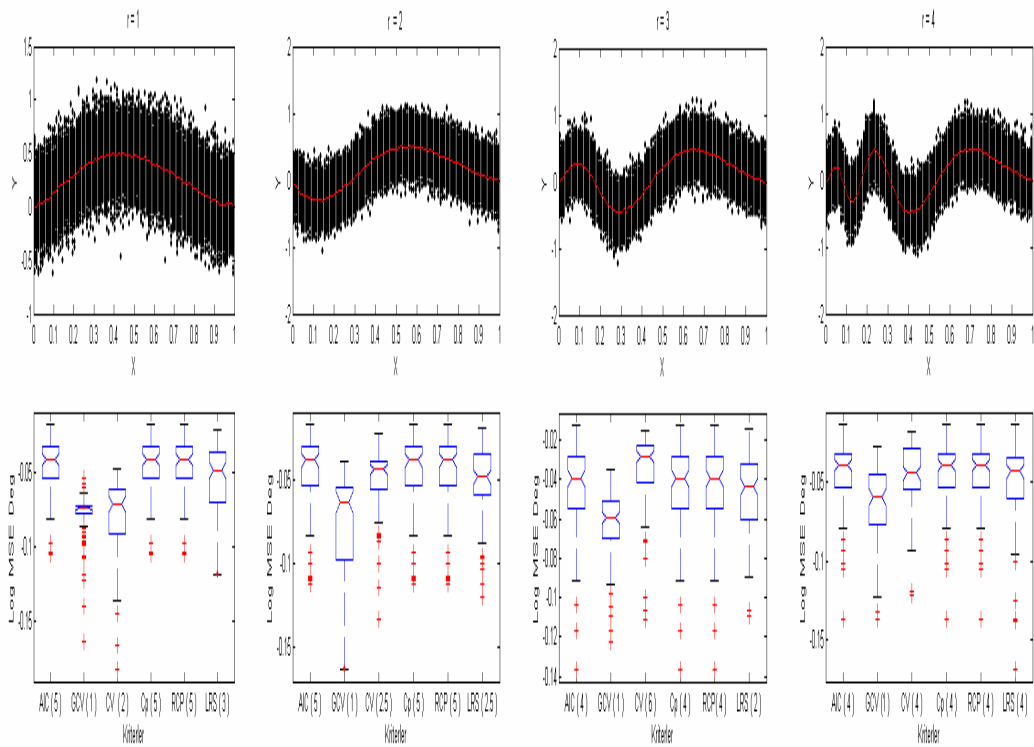 r=1
r=2
r=3
r=4
1.5
1
0.5
0
-0.5
-1
Y
0 0.1 0.2 0.3 0.4 0.5 0.6 0.7 0.8 0.9 1
X
2
1
0
-1
-2
Y
0 0.1 0.2 0.3 0.4 0.5 0.6 0.7 0.8 0.9 1
X
2
1
0
-1
-2
Y
0 0.1 0.2 0.3 0.4 0.5 0.6 0.7 0.8 0.9 1
X
2
1
0
-1
-2
Y
0 0.1 0.2 0.3 0.4 0.5 0.6 0.7 0.8 0.9 1
X
Log MSE Deg
-0.05
-0.1
-0.15
AIC(5) GCV(1) CV(2) Cp(5) RCP(5) LRS(3)
Kriterler
Log MSE Deg
-0.05
-0.1
-0.15
AIC(5) GCV(1) CV(2.5) Cp(5) RCP(5) LRS(2.5)
Kriterler
Log MSE Deg
-0.02
-0.04
-0.06
-0.08
-0.1
-0.12
-0.14
AIC(4) GCV(1) CV(6) Cp(4) RCP(4) LRS(2)
Kriterler
Log MSE Deg
-0.05
-0.1
-0.15
AIC(4) GCV(1) CV(4) Cp(4) RCP(4) LRS(4)
Kriterler